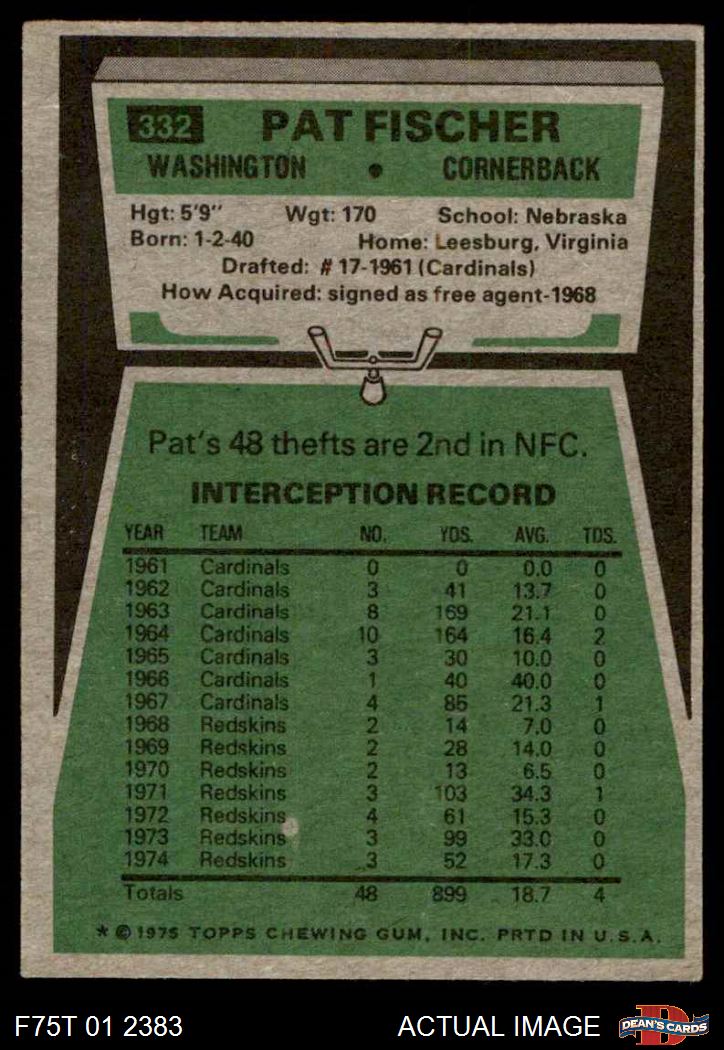 332 PAT FISCHER
WASHINGTON • CORNERBACK
Hgt: 5'9" Wgt: 170 School: Nebraska
Born: 1-2-40 Home: Leesburg, Virginia
Drafted: # 17-1961 (Cardinals)
How Acquired: signed as free agent-1968
Pat's 48 thefts are 2nd in NFC.
INTERCEPTION RECORD
YEAR TEAM NO. YDS. AVG. TDS.
1961 Cardinals 0 0 0.0 0
1962 Cardinals 3 41 13.7 0
1963 Cardinals 8 169 21.1 0
1964 Cardinals 10 164 16.4 2
1965 Cardinals 3 30 10.0 0
1966 Cardinals 1 40 40.0 0
1967 Cardinals 4 85 21.3 1
1968 Redskins 2 14 7.0 0
1969 Redskins 2 28 14.0 0
1970 Redskins 2 13 6.5 0
1971 Redskins 3 103 34.3 1
1972 Redskins 4 61 15.3 0
1973 Redskins 3 99 33.0 0
1974 Redskins 3 52 17.3 0
Totals 48 899 18.7 4
* © 1975 TOPPS CHEWING GUM, INC. PRTD IN U.S.A.
F75T 01 2383 ACTUAL IMAGE D DEAN'S CARDS